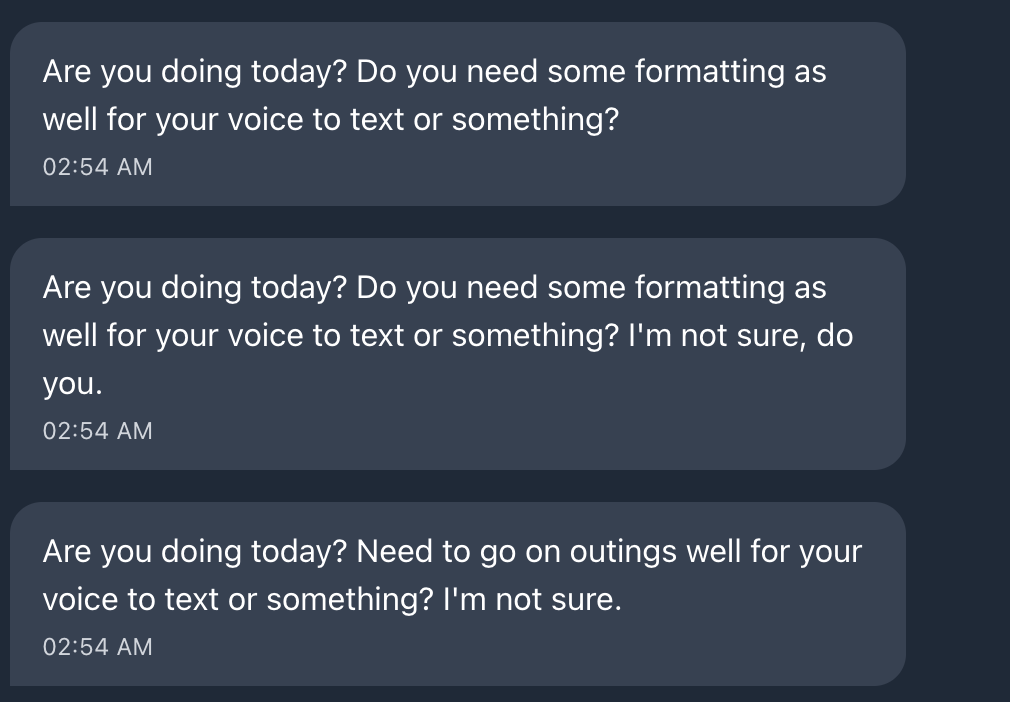 Are you doing today? Do you need some formatting as
well for your voice to text or something?
02:54 AM
Are you doing today? Do you need some formatting as
well for your voice to text or something? I'm not sure, do
you.
02:54 AM
Are you doing today? Need to go on outings well for your
voice to text or something? I'm not sure.
02:54 AM